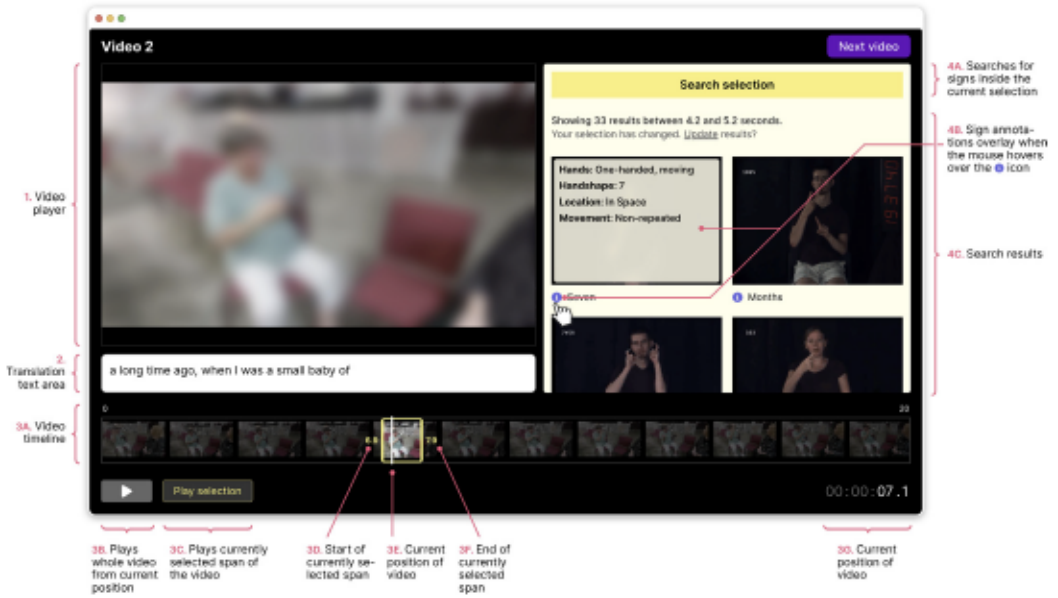 Video 2
Next video
Search selection
Showing 33 results between 4.2 and 5.2 seconds.
Your selection has changed. Update results?
Hands: One-handed, moving
Handshape: 7
Location: In Space
Movement: Non-repeated
Seven
Months
a long time ago, when I was a small baby of
0
20
Play selection
00:00:07.1
1. Video
player
2.
Translation
text area
3A. Video
timeline
4A. Searches for
signs inside the
current selection
4B. Sign annota-
tions overlay when
the mouse hovers
over the i icon
4C. Search results
3B. Plays
whole video
from current
position
3C. Plays currently
selected span of
the video
3D. Start of
currently se-
lected span
3E. Current
position of
video
3F. End of
currently
selected
span
3G. Current
position of
video